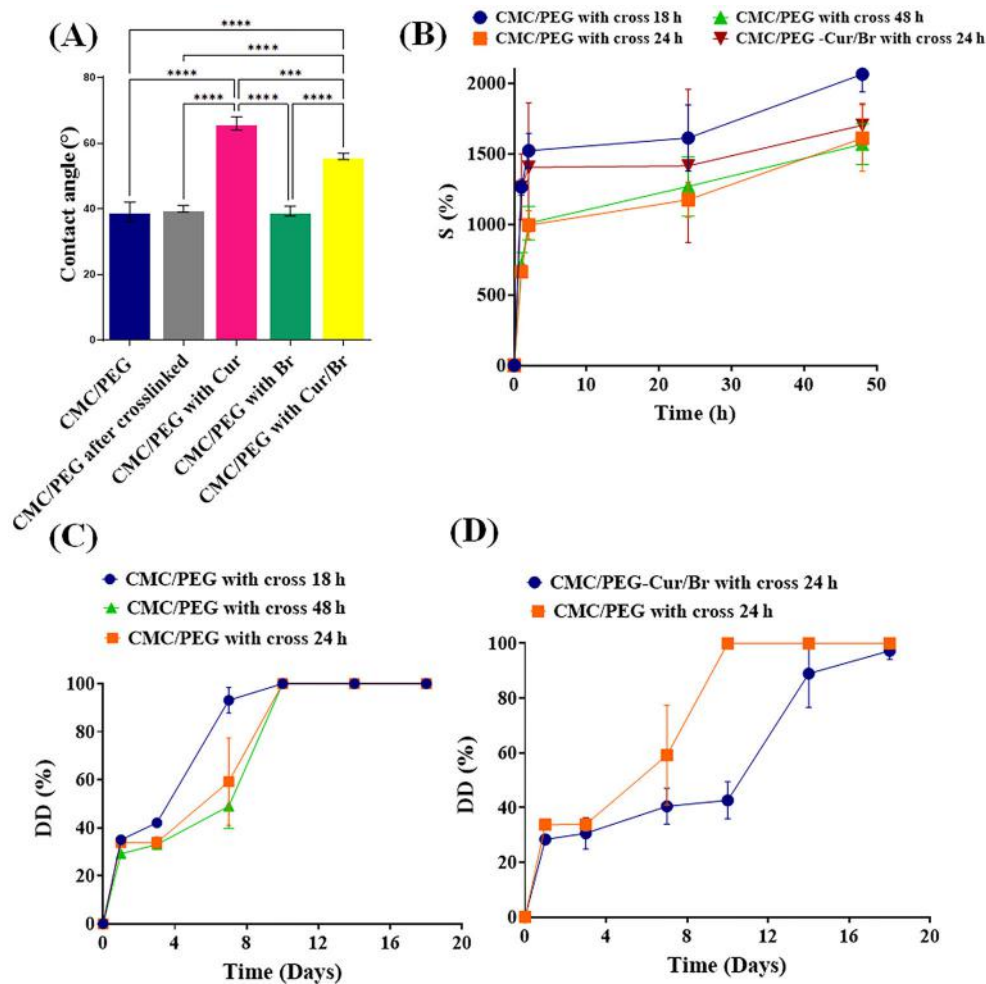 (A)
****
****
****
***
****
****
****
Contact angle (°)
80
60
40
20
0
CMC/PEG
CMC/PEG after crosslinked
CMC/PEG with Cur
CMC/PEG with Br
CMC/PEG with Cur/Br
(B)
CMC/PEG with cross 18 h
CMC/PEG with cross 48 h
CMC/PEG with cross 24 h
CMC/PEG -Cur/Br with cross 24 h
S (%)
2000
1500
1000
500
0
0 10 20 30 40 50
Time (h)
(C)
CMC/PEG with cross 18 h
CMC/PEG with cross 48 h
CMC/PEG with cross 24 h
DD (%)
100
80
60
40
20
0
0 4 8 12 16 20
Time (Days)
(D)
CMC/PEG-Cur/Br with cross 24 h
CMC/PEG with cross 24 h
DD (%)
100
80
60
40
20
0
0 4 8 12 16 20
Time (Days)